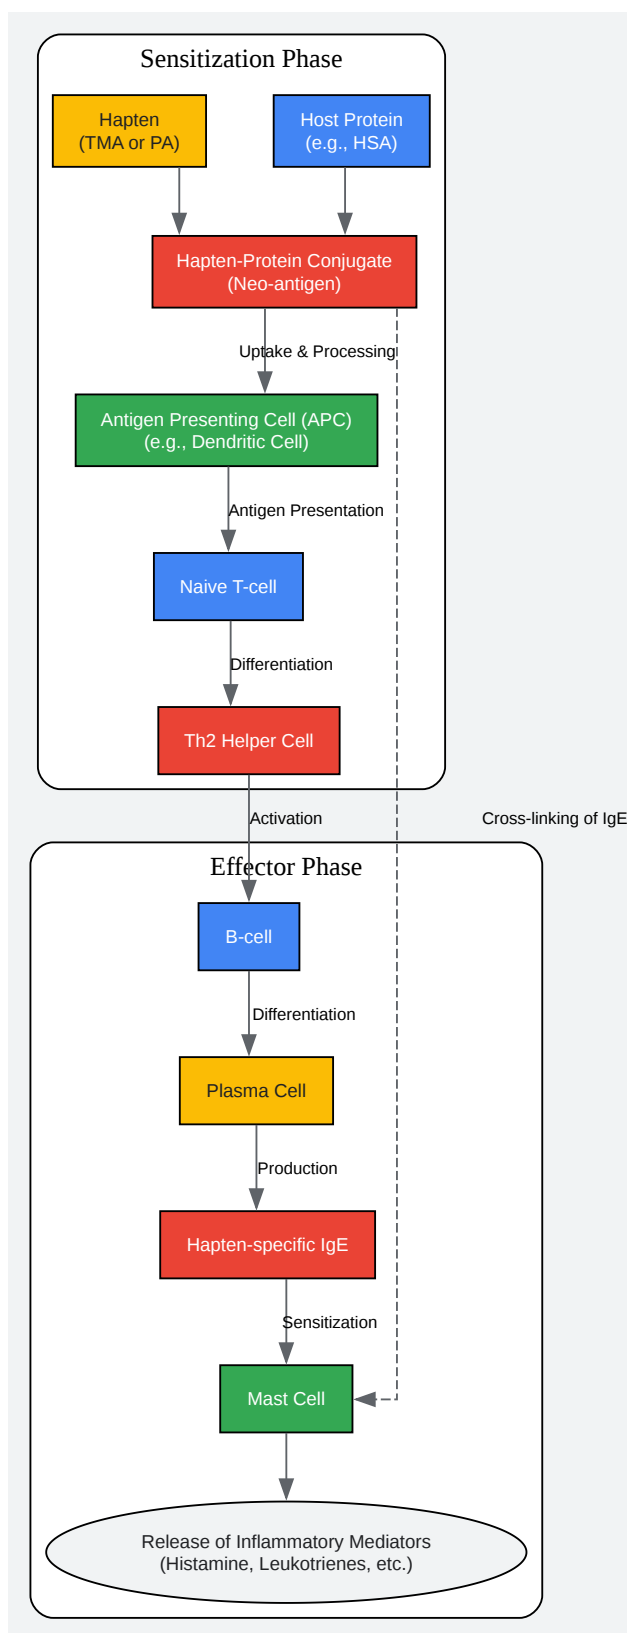 Sensitization Phase
Hapten
(TMA or PA)
Host Protein
(e.g., HSA)
Hapten-Protein Conjugate
(Neo-antigen)
Uptake & Processing
Antigen Presenting Cell (APC)
(e.g., Dendritic Cell)
Antigen Presentation
Naive T-cell
Differentiation
Th2 Helper Cell
Activation
Cross-linking of IgE
Effector Phase
B-cell
Differentiation
Plasma Cell
Production
Hapten-specific IgE
Sensitization
Mast Cell
Release of Inflammatory Mediators
(Histamine, Leukotrienes, etc.)